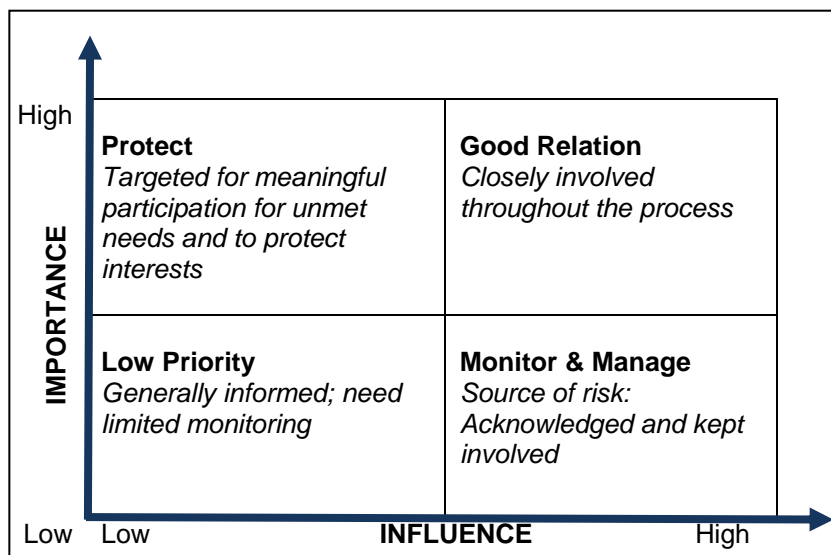 High
Protect
Targeted for meaningful
participation for unmet
needs and to protect
interests
Good Relation
Closely involved
throughout the process
IMPORTANCE
Low Priority
Generally informed; need
limited monitoring
Monitor & Manage
Source of risk:
Acknowledged and kept
involved
Low
Low
INFLUENCE
High